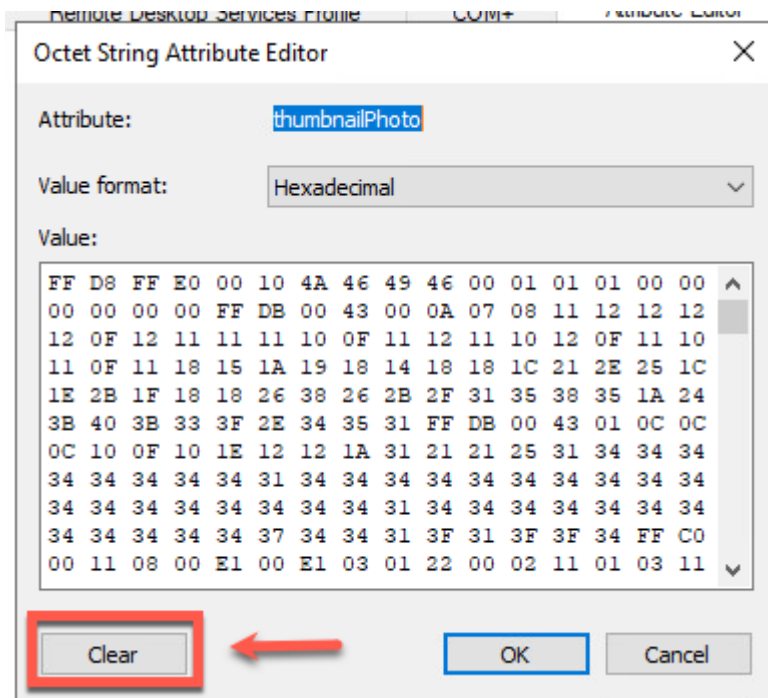 Remote Desktop Services Profile COM+ Attribute Editor
Octet String Attribute Editor
Attribute: thumbnailPhoto
Value format: Hexadecimal
Value:
FF D8 FF E0 00 10 4A 46 49 46 00 01 01 01 00 00
00 00 00 00 FF DB 00 43 00 0A 07 08 11 12 12 12
12 0F 12 11 11 11 10 0F 11 12 11 10 12 0F 11 10
11 0F 11 18 15 1A 19 18 14 18 18 1C 21 2E 25 1C
1E 2B 1F 18 18 26 38 26 2B 2F 31 35 38 35 1A 24
3B 40 3B 33 3F 2E 34 35 31 FF DB 00 43 01 0C 0C
0C 10 0F 10 1E 12 12 1A 31 21 21 25 31 34 34 34
34 34 34 34 34 31 34 34 34 34 34 34 34 34 34 34
34 34 34 34 34 34 34 34 31 34 34 34 34 34 34 34
34 34 34 34 34 37 34 34 31 3F 31 3F 3F 34 FF C0
00 11 08 00 E1 00 E1 03 01 22 00 02 11 01 03 11
Clear OK Cancel